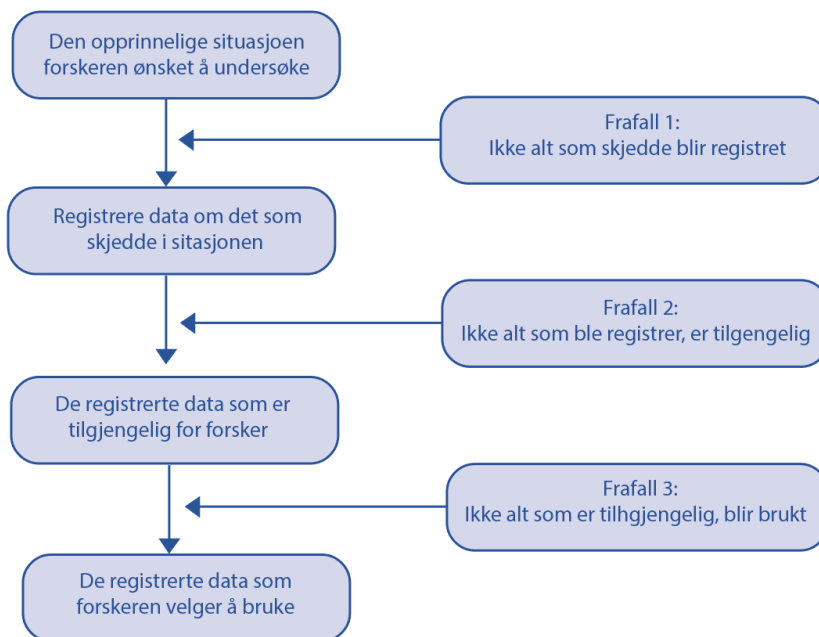 Den opprinnelige situasjoen
forskeren ønsket å undersøke
Frafall 1:
Ikke alt som skjedde blir registret
Registrere data om det som
skjedde i sitasjonen
Frafall 2:
Ikke alt som ble registrer, er tilgengelig
De registrerte data som er
tilgjengelig for forsker
Frafall 3:
Ikke alt som er tilhgjengelig, blir brukt
De registrerte data som
forskeren velger å bruke